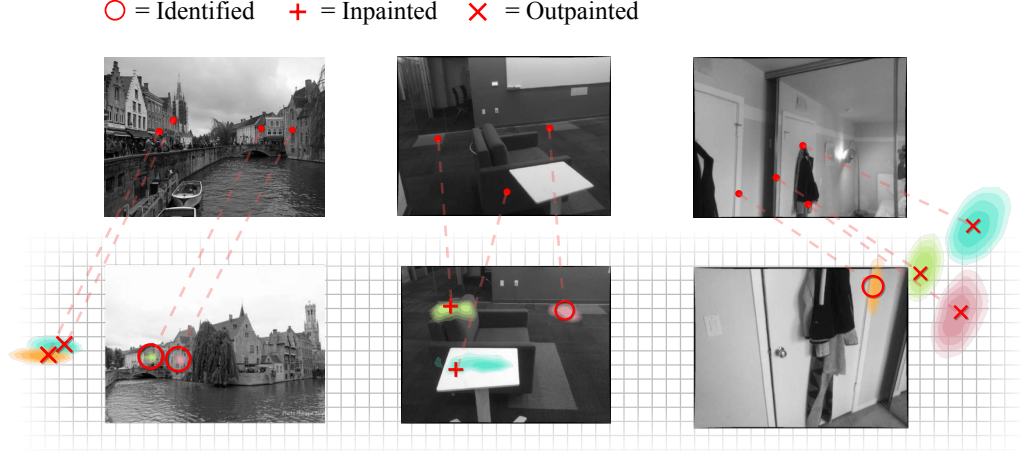 = Identified = Inpainted = Outpainted